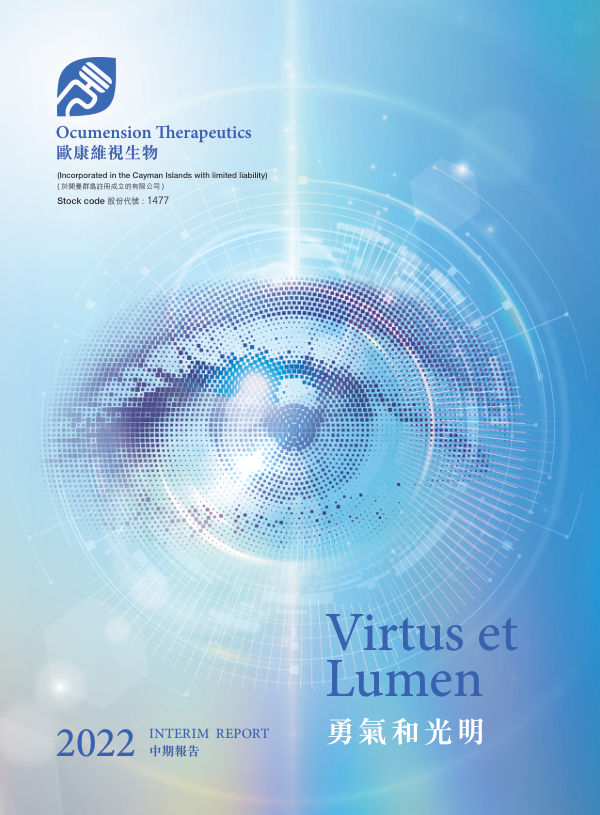 Ocumension Therapeutics
歐康維視生物
(Incorporated in the Cayman Islands with limited liability)
(於開曼群島註冊成立的有限公司)
Stock code 股份代號 : 1477
Virtus et
Lumen
勇氣和光明
2022 INTERIM REPORT
中期報告